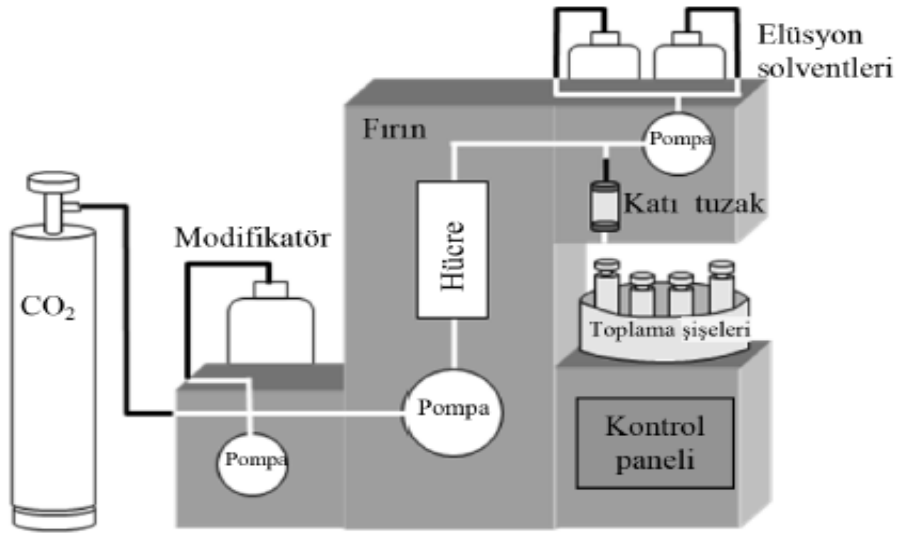 Elüsyon
solventleri
Pompa
Fırın
Katı tuzak
Modifikatör
Hücre
CO₂
Toplama şişeleri
Pompa
Kontrol
paneli
Pompa